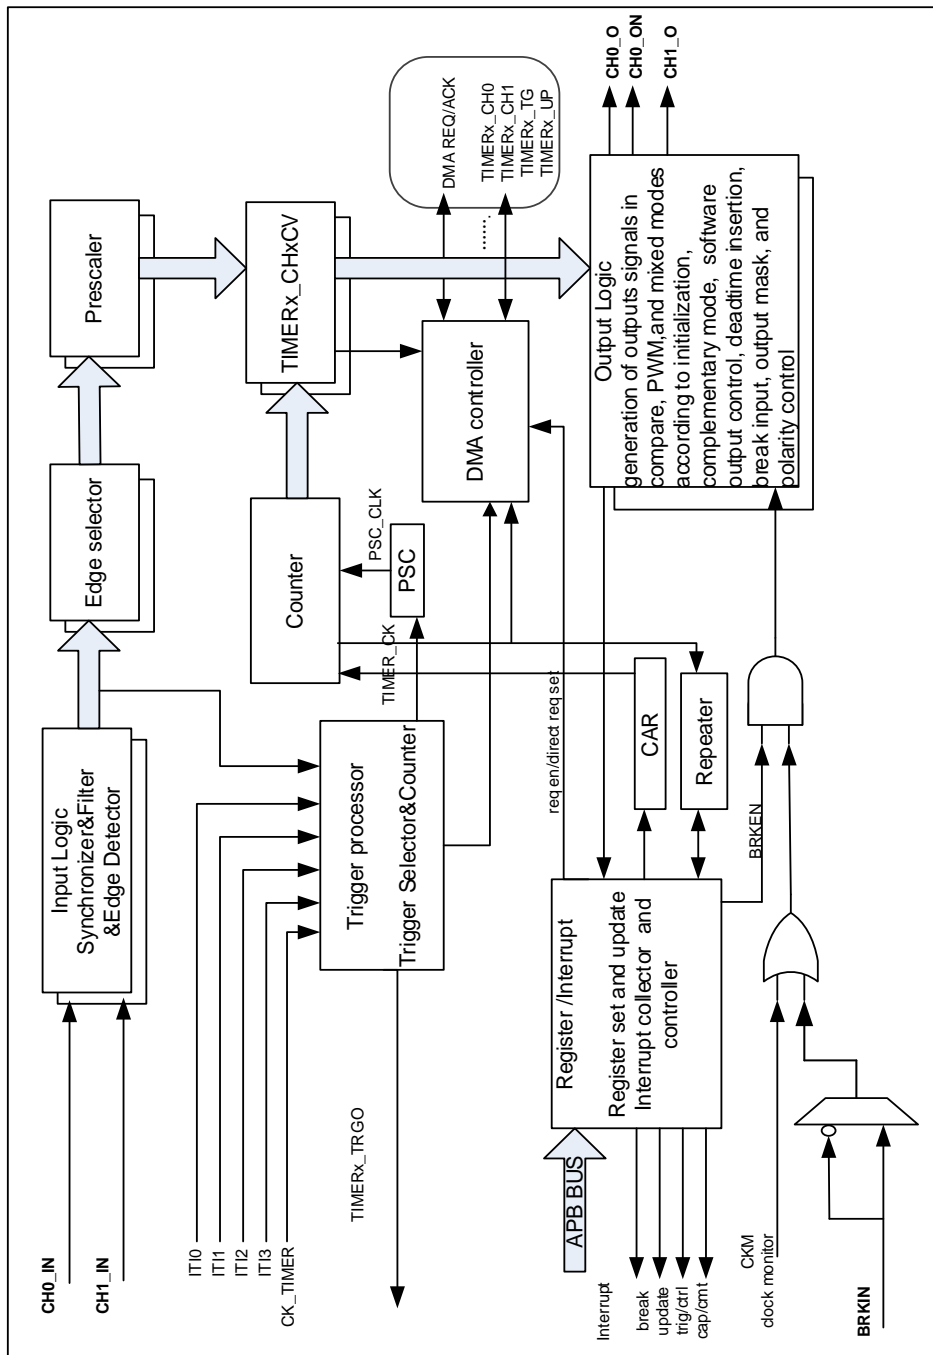 CH0_IN
CH1_IN
Input Logic
Synchronizer&Filter
&Edge Detector
Edge selector
Prescaler
ITI0
ITI1
ITI2
ITI3
CK_TIMER
TIMERx_TRGO
Trigger processor
Trigger Selector&Counter
TIMER_CK
PSC_CLK
PSC
Counter
TIMERx_CHxCV
DMA controller
DMA REQ/ACK
TIMERx_CH0
TIMERx_CH1
TIMERx_TG
TIMERx_UP
......
req en/direct req set
CAR
Repeater
APB BUS
Register /Interrupt
Register set and update
Interrupt collector and
controller
Interrupt
break
update
trig/ctrl
cap/cmt
BRKEN
CKM
clock monitor
BRKIN
Output Logic
generation of outputs signals in
compare, PWM,and mixed modes
according to initialization,
complementary mode, software
output control, deadtime insertion,
break input, output mask, and
polarity control
CH0_O
CH0_ON
CH1_O